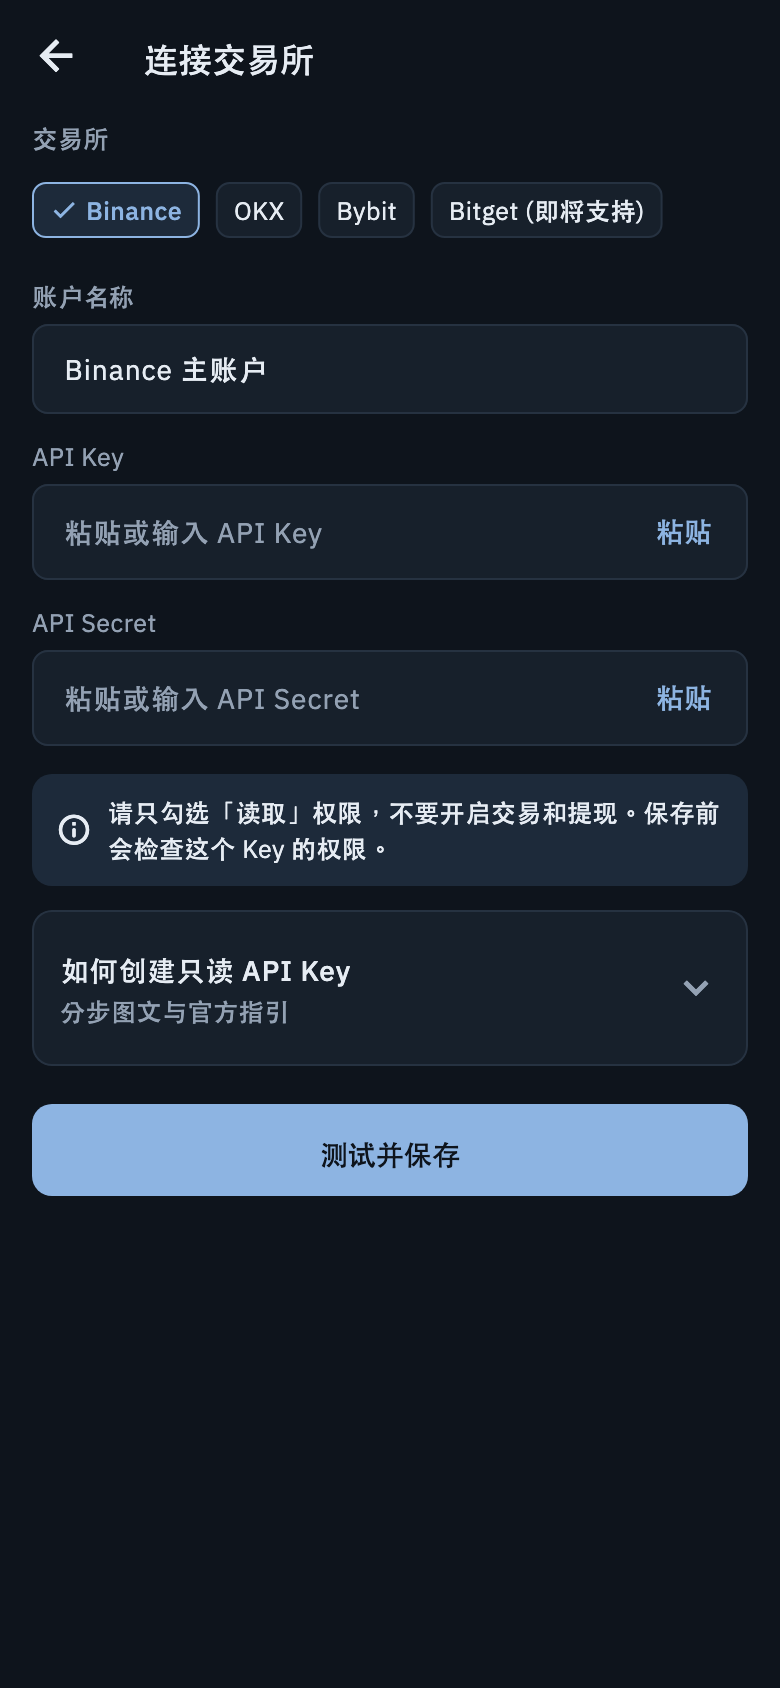 连接交易所
交易所
Binance
OKX
Bybit
Bitget (即将支持)
账户名称
Binance 主账户
API Key
粘贴或输入 API Key
粘贴
API Secret
粘贴或输入 API Secret
粘贴
请只勾选「读取」权限，不要开启交易和提现。保存前
会检查这个 Key 的权限。
如何创建只读 API Key
分步图文与官方指引
测试并保存